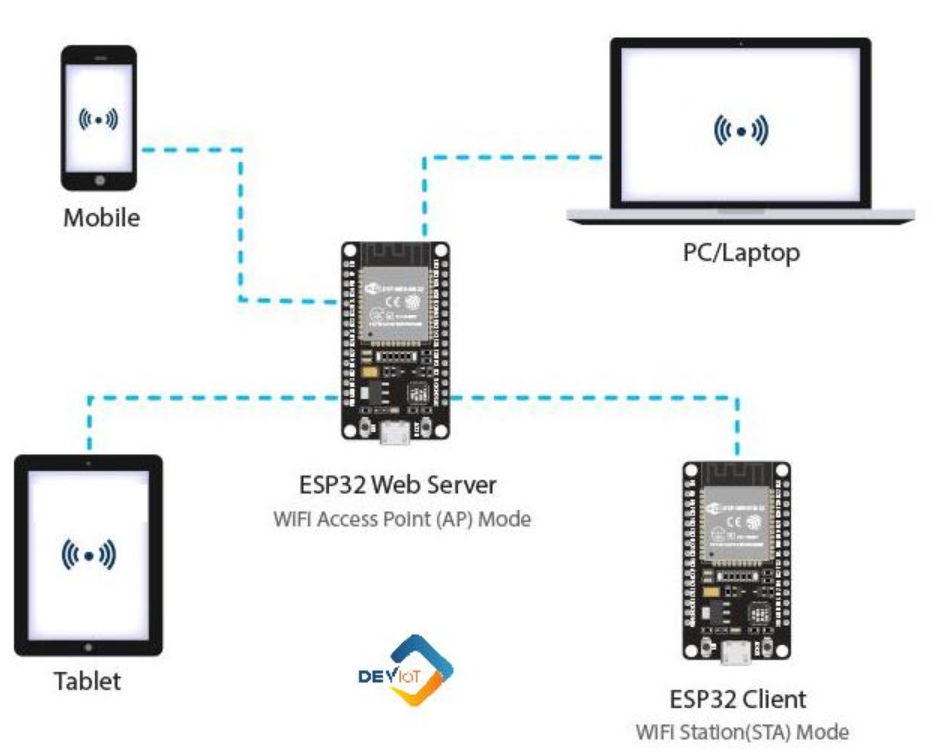 Mobile
PC/Laptop
ESP32 Web Server
WIFI Access Point (AP) Mode
Tablet
DEVIoT
ESP32 Client
WIFI Station(STA) Mode